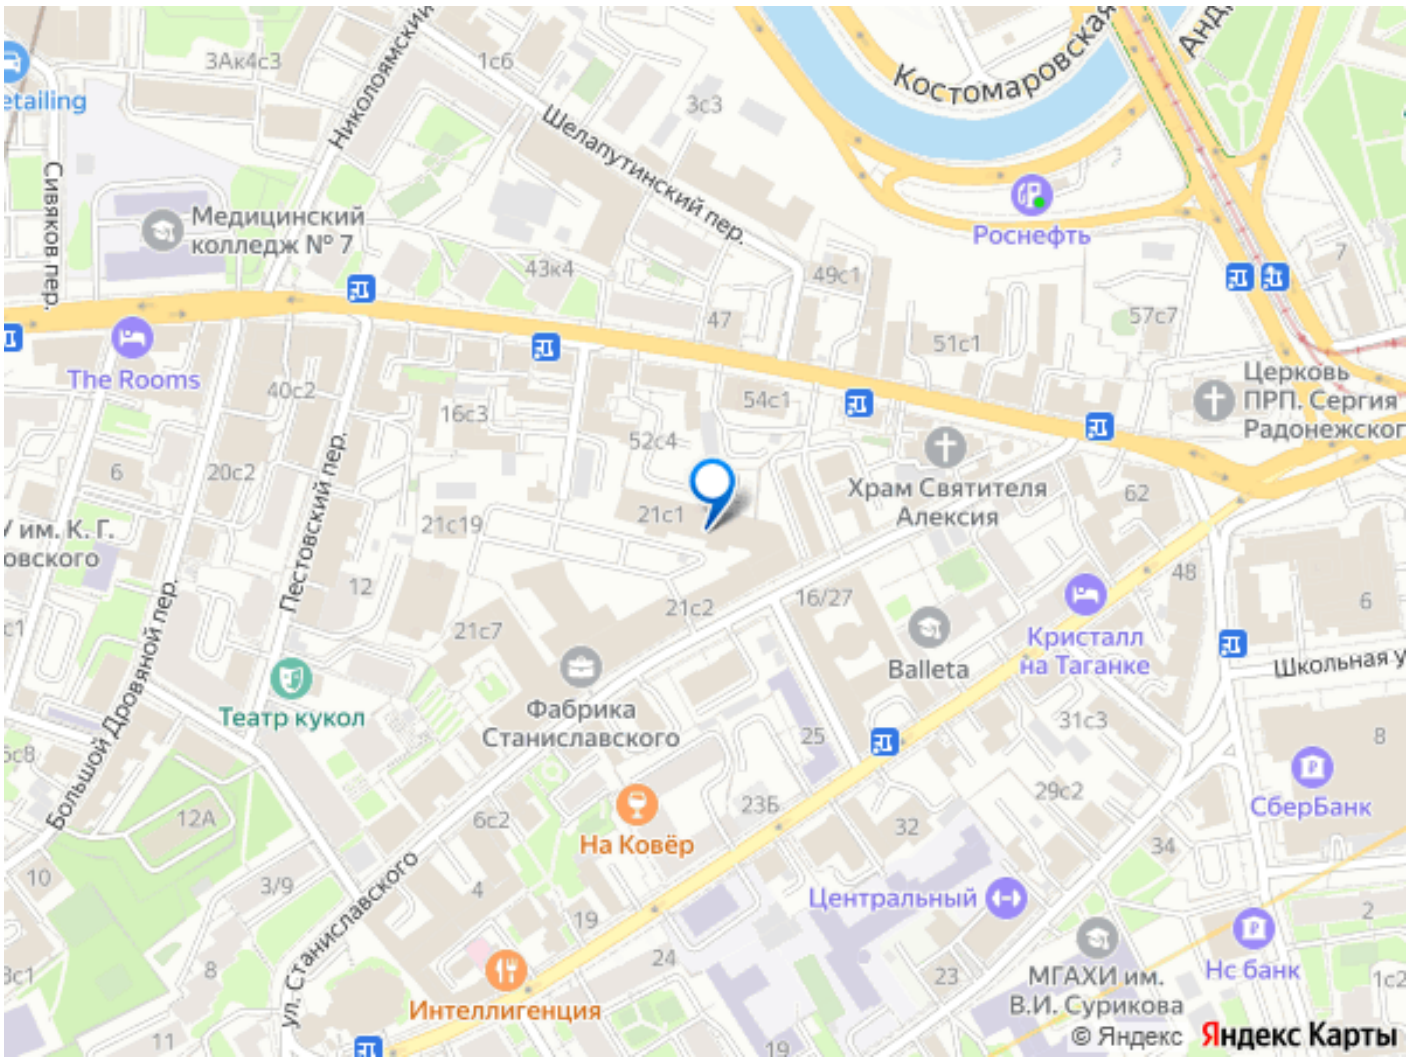 3Ак4с3
1с6
Николоямский
Костомаровская
etailing
3с3
Шелапутинский пер.
Сивяков пер.
Медицинский
колледж № 7
Роснефть
43к4
49с1
7
47
57с7
51с1
The Rooms
40с2
16с3
54с1
Церковь
ПРП. Сергия
Радонежског
52с4
6
20с2
Пестовский пер.
Храм Святителя
Алексия
62
21с1
21с19
У им. К. Г.
овского
12
48
16/27
21с2
6
с1
21с7
Balleta
Кристалл
на Таганке
Школьная у
Большой Дровяной пер.
Театр кукол
Фабрика
Станиславского
25
31с3
8
5с8
СберБанк
29с2
23Б
12А
6с2
На Ковёр
32
34
10
3/9
4
Центральный
19
2
ул. Станиславского
8
24
МГАХИ им.
В.И. Сурикова
Нс банк
3с1
23
1с2
Интеллигенция
11
19
© Яндекс Яндекс Карты